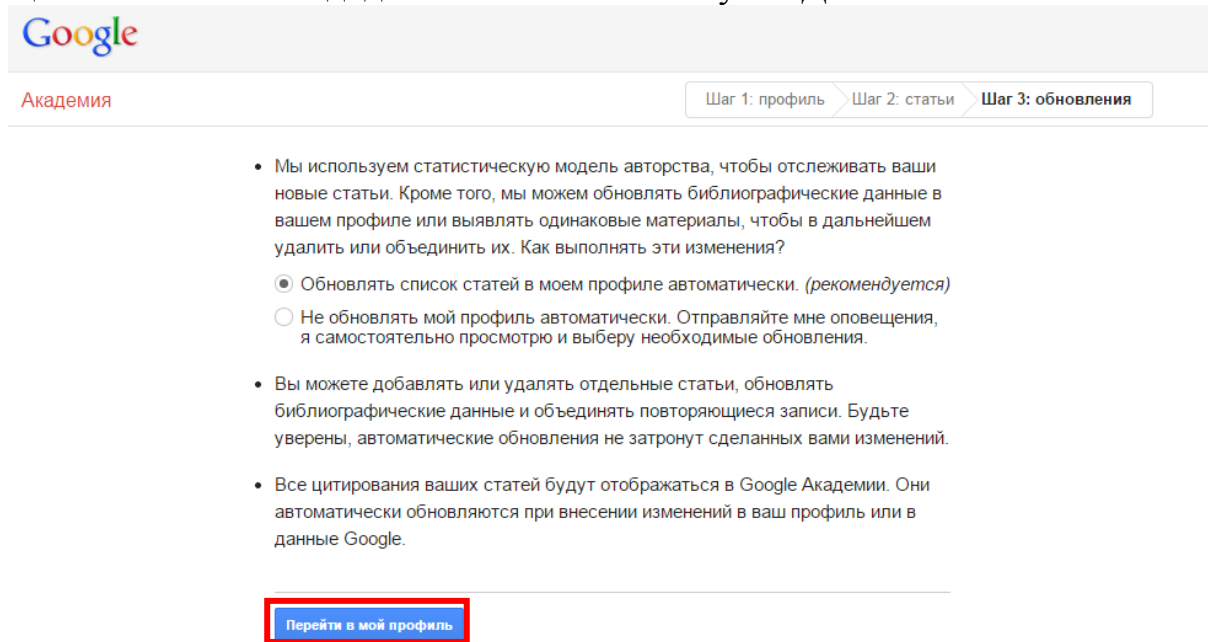 Google
Академия
Шаг 1: профиль Шаг 2: статьи Шаг 3: обновления
• Мы используем статистическую модель авторства, чтобы отслеживать ваши
новые статьи. Кроме того, мы можем обновлять библиографические данные в
вашем профиле или выявлять одинаковые материалы, чтобы в дальнейшем
удалить или объединить их. Как выполнять эти изменения?
Обновлять список статей в моем профиле автоматически. (рекомендуется)
Не обновлять мой профиль автоматически. Отправляйте мне оповещения,
я самостоятельно просмотрю и выберу необходимые обновления.
• Вы можете добавлять или удалять отдельные статьи, обновлять
библиографические данные и объединять повторяющиеся записи. Будьте
уверены, автоматические обновления не затронут сделанных вами изменений.
• Все цитирования ваших статей будут отображаться в Google Академии. Они
автоматически обновляются при внесении изменений в ваш профиль или в
данные Google.
Перейти в мой профиль